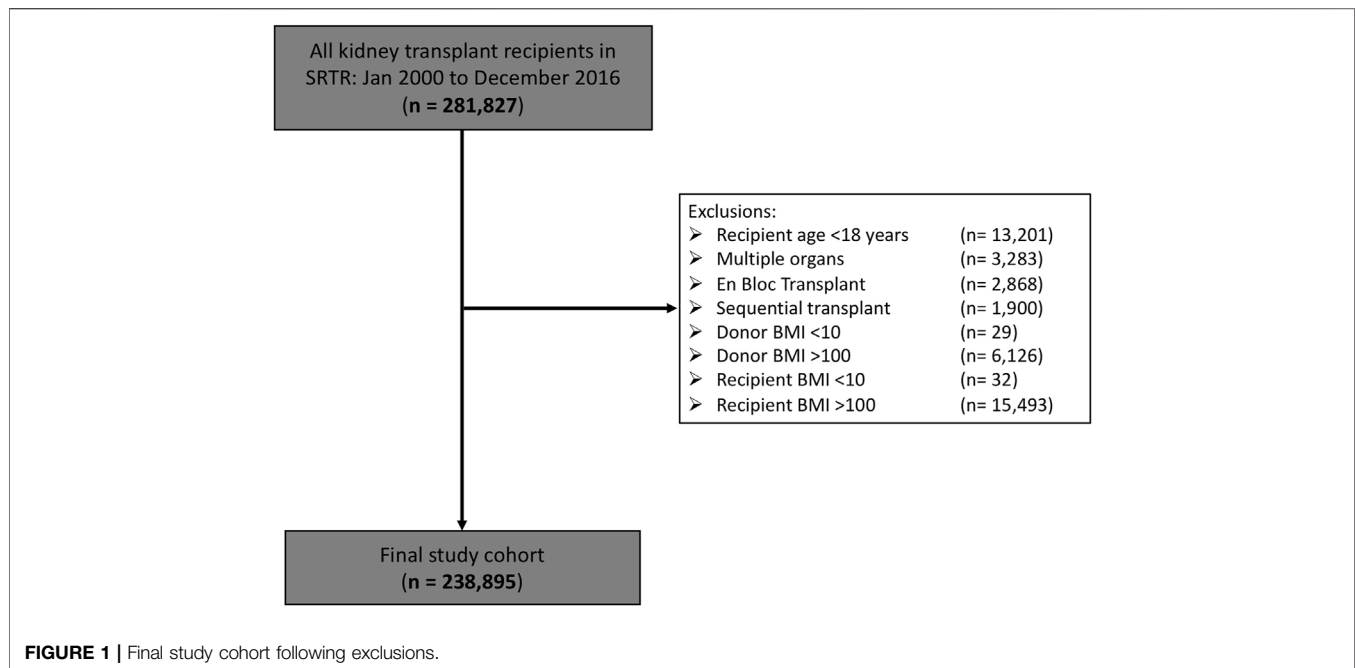 All kidney transplant recipients in
SRTR: Jan 2000 to December 2016
(n = 281,827)
Exclusions:
➢ Recipient age <18 years (n= 13,201)
➢ Multiple organs (n= 3,283)
➢ En Bloc Transplant (n= 2,868)
➢ Sequential transplant (n= 1,900)
➢ Donor BMI <10 (n= 29)
➢ Donor BMI >100 (n= 6,126)
➢ Recipient BMI <10 (n= 32)
➢ Recipient BMI >100 (n= 15,493)
Final study cohort
(n = 238,895)
FIGURE 1 | Final study cohort following exclusions.